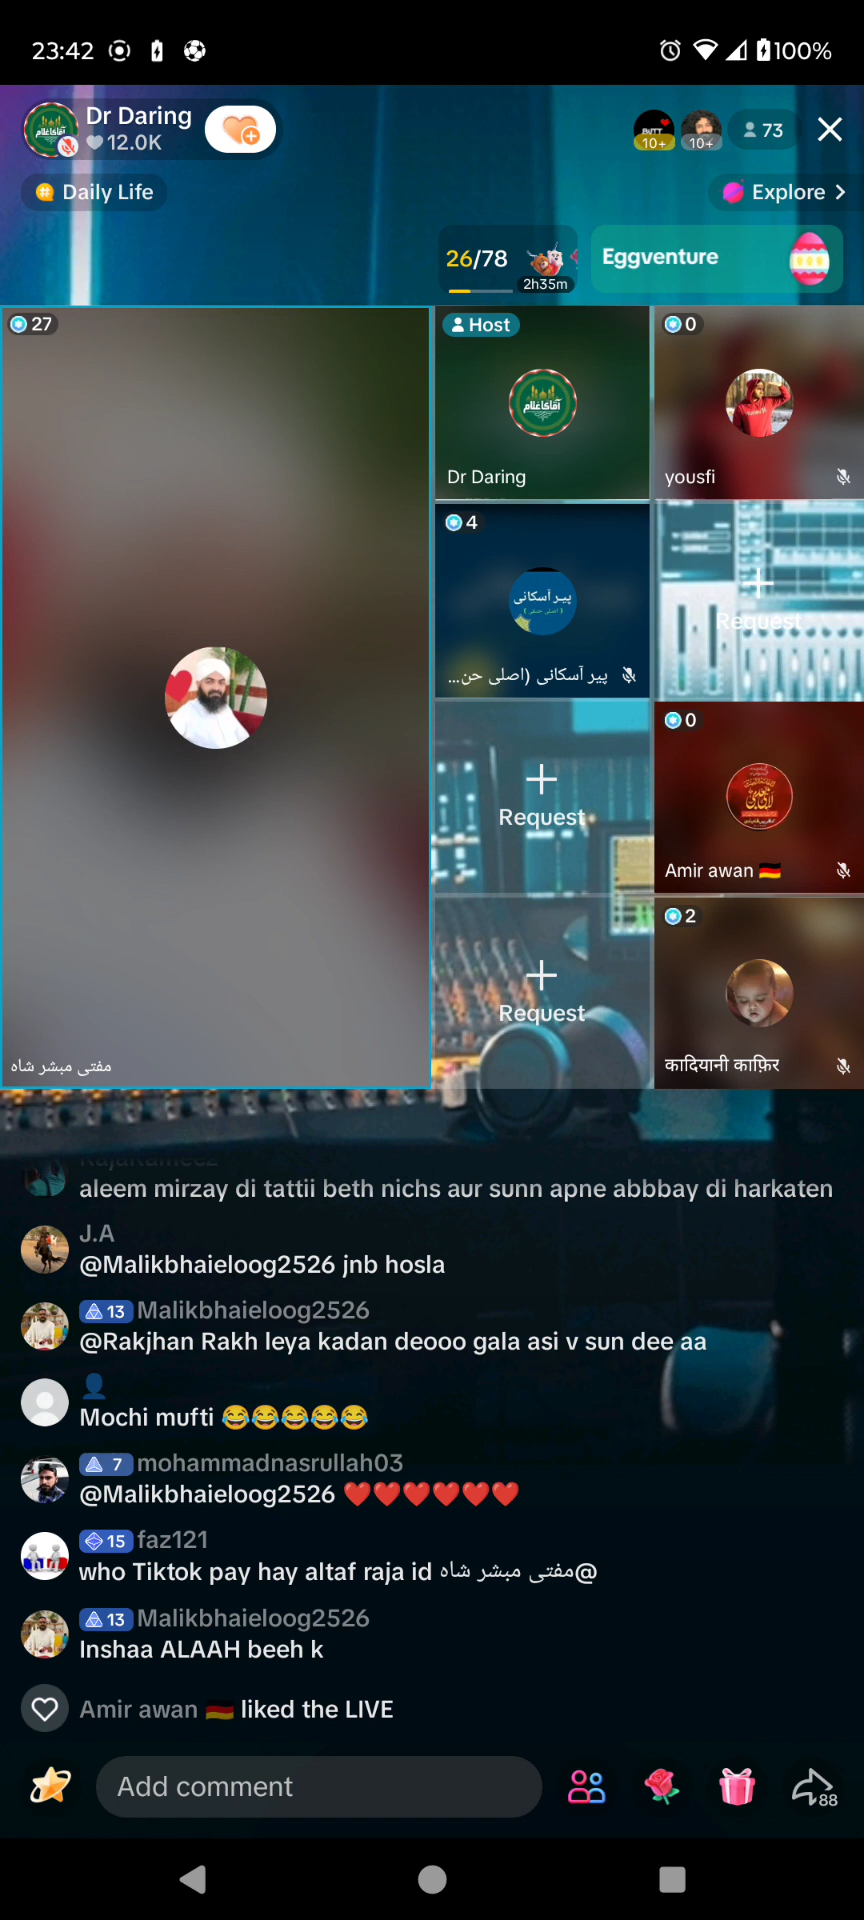 23:42
100%
Dr Daring
12.0K
10+
10+
73
Daily Life
Explore
26/78
2h35m
Eggventure
27
Host
Dr Daring
0
yousfi
4
پیر آسکانی
پیر آسکانی (اصلی حن...
Request
Request
0
Amir awan 🇩🇪
Request
2
कादियानी काफ़िर
مفتی مبشر شاہ
aleem mirzay di tattii beth nichs aur sunn apne abbbay di harkaten
J.A
@Malikbhaieloog2526 jnb hosla
13 Malikbhaieloog2526
@Rakjhan Rakh leya kadan deooo gala asi v sun dee aa
👤
Mochi mufti 😂😂😂😂😂
7 mohammadnasrullah03
@Malikbhaieloog2526 ❤️❤️❤️❤️❤️❤️
15 faz121
who Tiktok pay hay altaf raja id @مفتی مبشر شاہ
13 Malikbhaieloog2526
Inshaa ALAAH beeh k
Amir awan 🇩🇪 liked the LIVE
Add comment
88